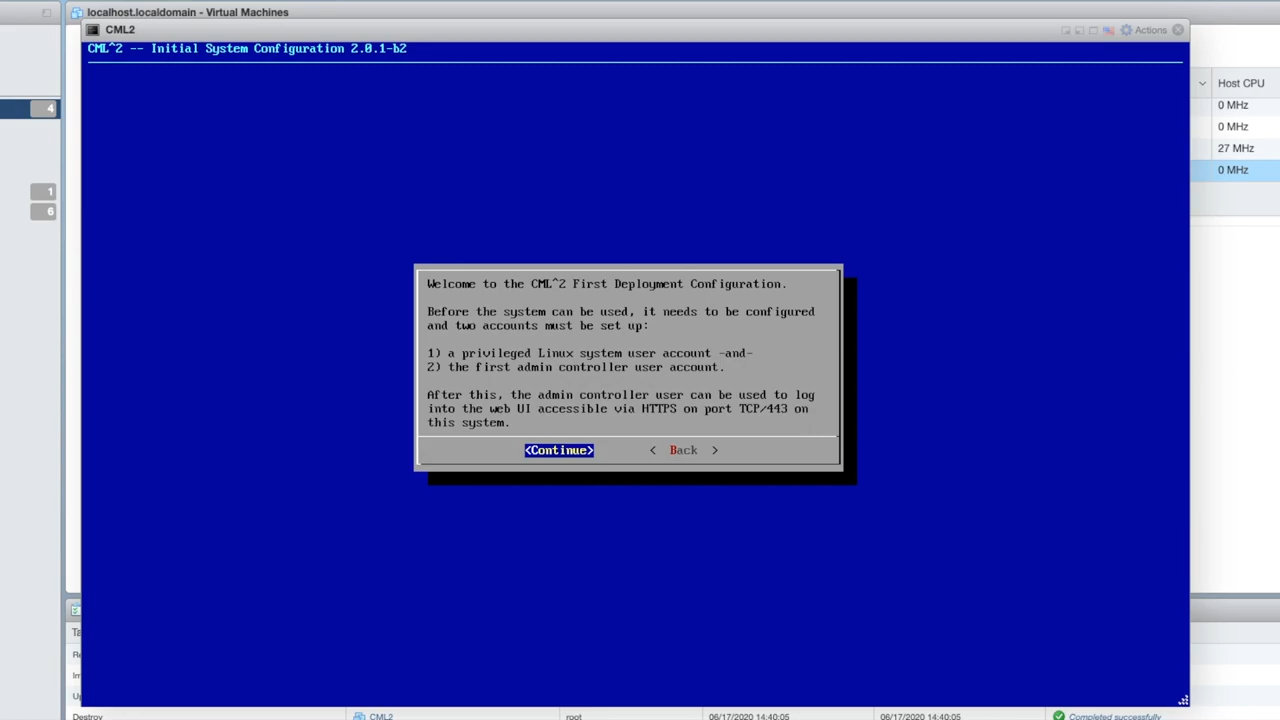 localhost.localdomain - Virtual Machines
CML2
Actions
CML^2 -- Initial System Configuration 2.0.1-b2
Host CPU
4
0 MHz
0 MHz
27 MHz
0 MHz
1
6
Welcome to the CML^2 First Deployment Configuration.
Before the system can be used, it needs to be configured
and two accounts must be set up:
1) a privileged Linux system user account -and-
2) the first admin controller user account.
After this, the admin controller user can be used to log
into the web UI accessible via HTTPS on port TCP/443 on
this system.
<Continue> < Back >
Ta
Re
Im
Up
Destroy CML2 root 06/17/2020 14:40:05 06/17/2020 14:40:05 Completed successfully